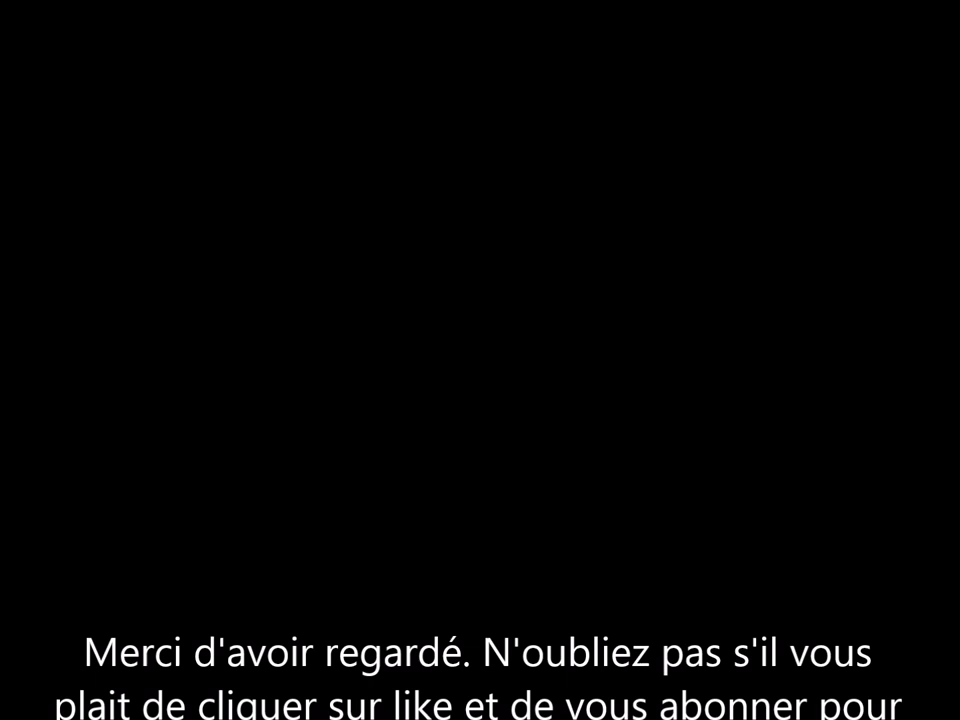 Merci d'avoir regardé. N'oubliez pas s'il vous
plait de cliquer sur like et de vous abonner pour